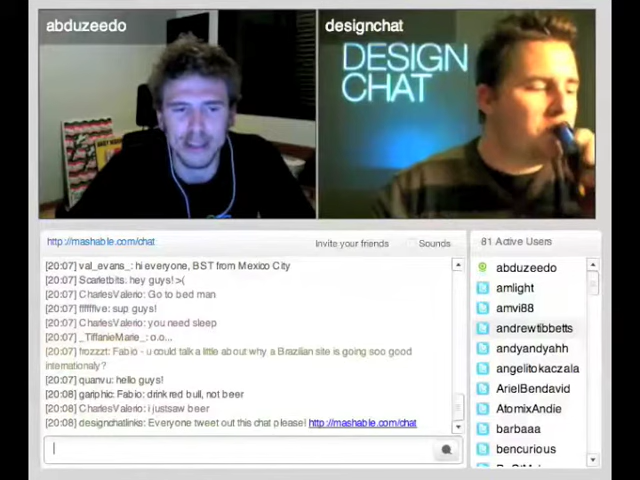 abduzeedo
designchat
DESIGN
CHAT
http://mashable.com/chat
Invite your friends
Sounds
81 Active Users
[20:07] val_evans_: hi everyone, BST from Mexico City
[20:07] Scarletbits: hey guys! >:(
[20:07] CharlesValerio: Go to bed man
[20:07] ffffffive: sup guys!
[20:07] CharlesValerio: you need sleep
[20:07] _TiffanieMarie_: o.o...
[20:07] frozzzt: Fabio - u could talk a little about why a Brazilian site is going soo good
internationaly?
[20:07] quanvu: hello guys!
[20:08] gariphic: Fabio: drink red bull, not beer
[20:08] CharlesValerio: i justsaw beer
[20:08] designchatlinks: Everyone tweet out this chat please! http://mashable.com/chat
abduzeedo
amlight
amvi88
andrewtibbetts
andyandyahh
angelitokaczala
ArielBendavid
AtomixAndie
barbaaa
bencurious